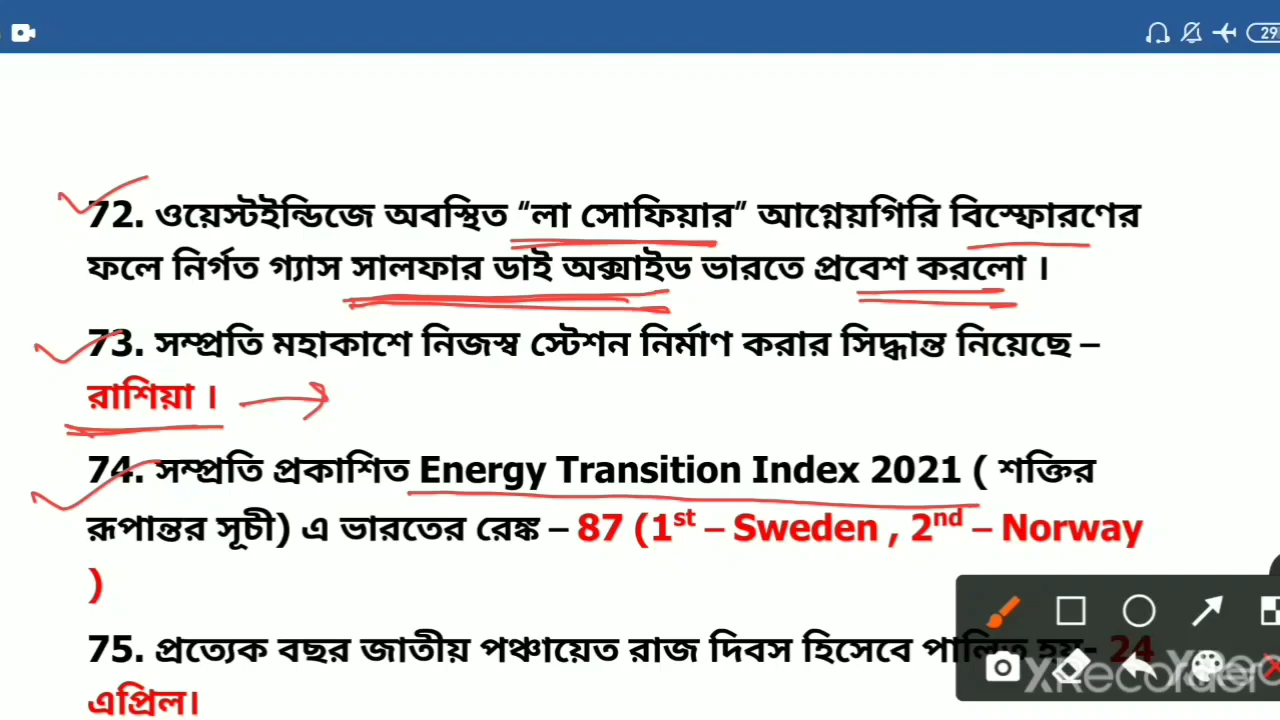 29
72. ওয়েস্টইন্ডিজে অবস্থিত “লা সোফিয়ার” আগ্নেয়গিরি বিস্ফোরণের
ফলে নির্গত গ্যাস সালফার ডাই অক্সাইড ভারতে প্রবেশ করলো ।
73. সম্প্রতি মহাকাশে নিজস্ব স্টেশন নির্মাণ করার সিদ্ধান্ত নিয়েছে –
রাশিয়া ।
74. সম্প্রতি প্রকাশিত Energy Transition Index 2021 ( শক্তির
রূপান্তর সূচী) এ ভারতের রেঙ্ক – 87 (1st – Sweden , 2nd – Norway
)
75. প্রত্যেক বছর জাতীয় পঞ্চায়েত রাজ দিবস হিসেবে পালিত হয়- 24
এপ্রিল।
XRecorder